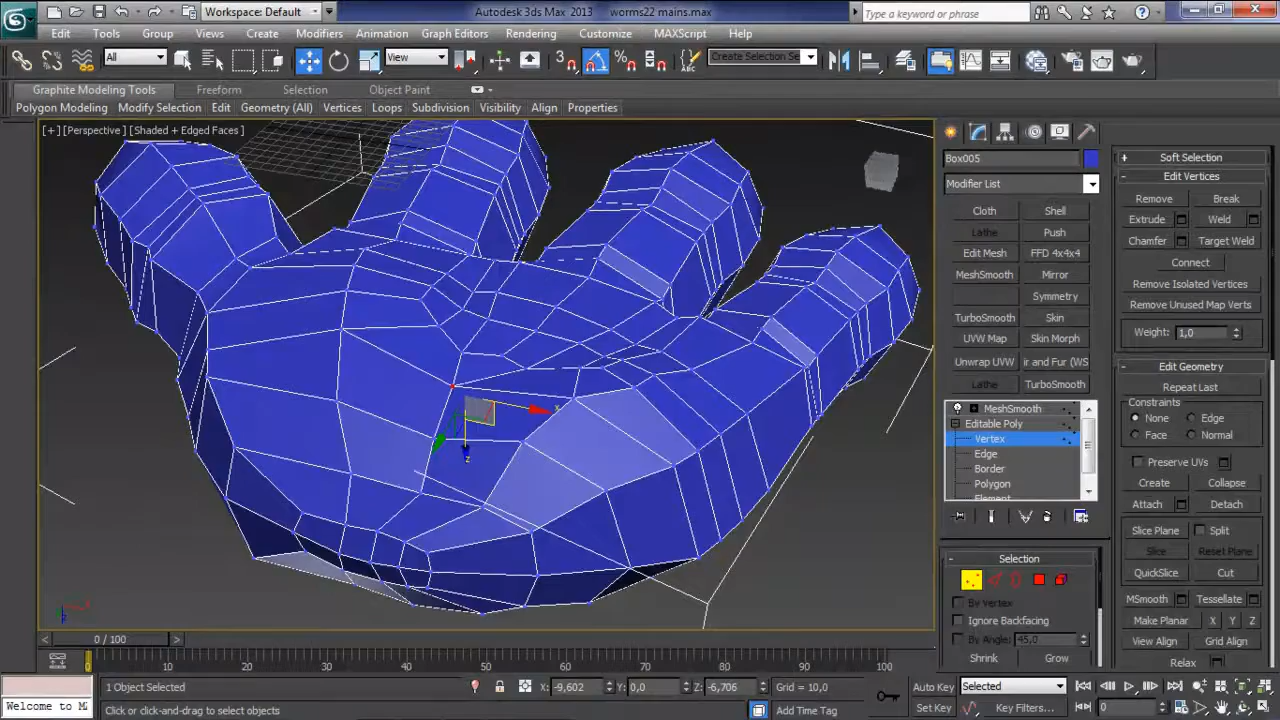 Workspace: Default
Autodesk 3ds Max 2013 worms22 mains.max
Type a keyword or phrase
Edit Tools Group Views Create Modifiers Animation Graph Editors Rendering Customize MAXScript Help
All
View
3
Create Selection Se
Graphite Modeling Tools Freeform Selection Object Paint
Polygon Modeling Modify Selection Edit Geometry (All) Vertices Loops Subdivision Visibility Align Properties
[+] [Perspective] [Shaded + Edged Faces]
x
z
Box005
Modifier List
Cloth Shell
Lathe Push
Edit Mesh FFD 4x4x4
MeshSmooth Mirror
Symmetry
TurboSmooth Skin
UVW Map Skin Morph
Unwrap UVW ir and Fur (WS
Lathe TurboSmooth
MeshSmooth
Editable Poly
Vertex
Edge
Border
Polygon
Element
Selection
By Vertex
Ignore Backfacing
By Angle: 45,0
Shrink Grow
Soft Selection
Edit Vertices
Remove Break
Extrude Weld
Chamfer Target Weld
Connect
Remove Isolated Vertices
Remove Unused Map Verts
Weight: 1,0
Edit Geometry
Repeat Last
Constraints
None Edge
Face Normal
Preserve UVs
Create Collapse
Attach Detach
Slice Plane Split
Slice Reset Plane
QuickSlice Cut
MSmooth Tessellate
Make Planar X Y Z
View Align Grid Align
Relax
0 / 100
0 10 20 30 40 50 60 70 80 90 100
1 Object Selected X: -9,602 Y: 0,0 Z: -6,706 Grid = 10,0 Auto Key Selected
Welcome to M Click or click-and-drag to select objects Add Time Tag Set Key Key Filters... 0